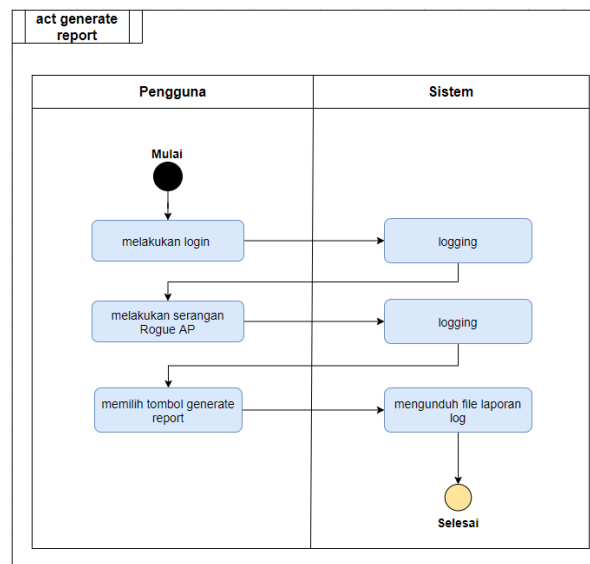 act generate
report
Pengguna
Sistem
Mulai
melakukan login
logging
melakukan serangan
Rogue AP
logging
memilih tombol generate
report
mengunduh file laporan
log
Selesai